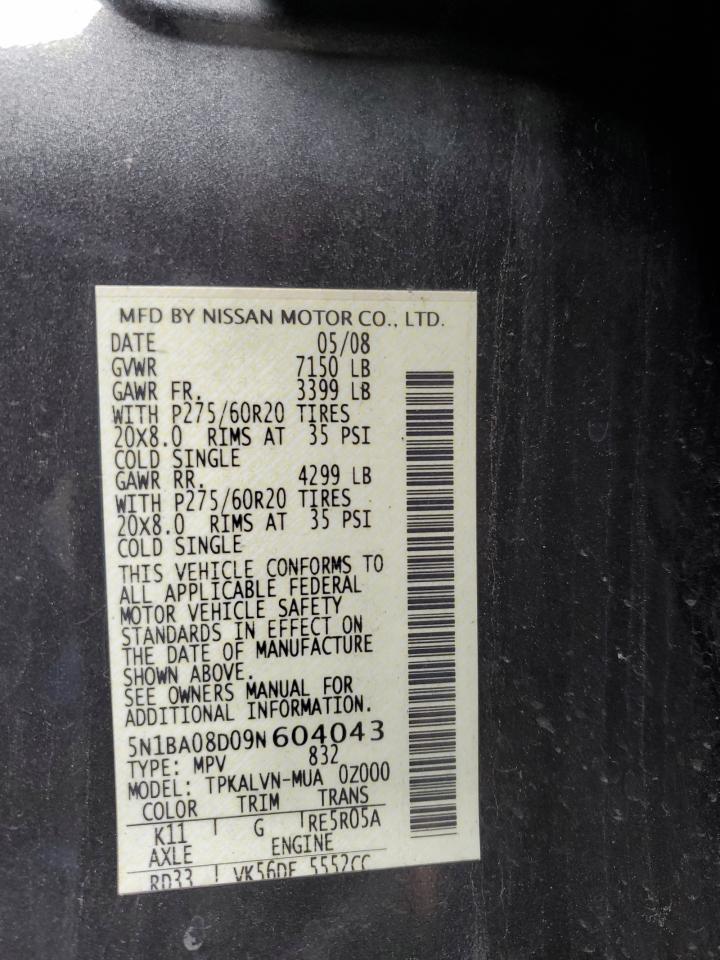 MFD BY NISSAN MOTOR CO., LTD.
DATE 05/08
GVWR 7150 LB
GAWR FR. 3399 LB
WITH P275/60R20 TIRES
20X8.0 RIMS AT 35 PSI
COLD SINGLE
GAWR RR. 4299 LB
WITH P275/60R20 TIRES
20X8.0 RIMS AT 35 PSI
COLD SINGLE
THIS VEHICLE CONFORMS TO
ALL APPLICABLE FEDERAL
MOTOR VEHICLE SAFETY
STANDARDS IN EFFECT ON
THE DATE OF MANUFACTURE
SHOWN ABOVE.
SEE OWNERS MANUAL FOR
ADDITIONAL INFORMATION.
5N1BA08D09N604043
TYPE: MPV 832
MODEL: TPKALVN-MUA 0Z000
COLOR TRIM TRANS
K11 G RE5R05A
AXLE ENGINE
RD33 VK56DE 5552CC